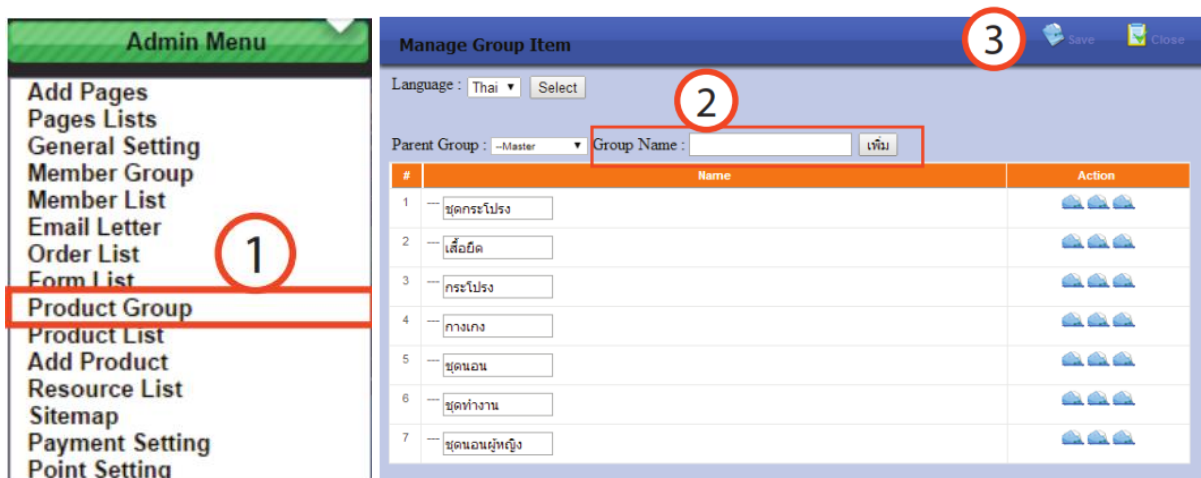 Admin Menu
Add Pages
Pages Lists
General Setting
Member Group
Member List
Email Letter
Order List
Form List
Product Group
Product List
Add Product
Resource List
Sitemap
Payment Setting
Point Setting
1
Manage Group Item
3
Save
Close
Language : Thai Select
2
Parent Group : --Master Group Name : เพิ่ม
# Name Action
1 --- ชุดกระโปรง
2 --- เสื้อยืด
3 --- กระโปรง
4 --- กางเกง
5 --- ชุดนอน
6 --- ชุดทำงาน
7 --- ชุดนอนผู้หญิง